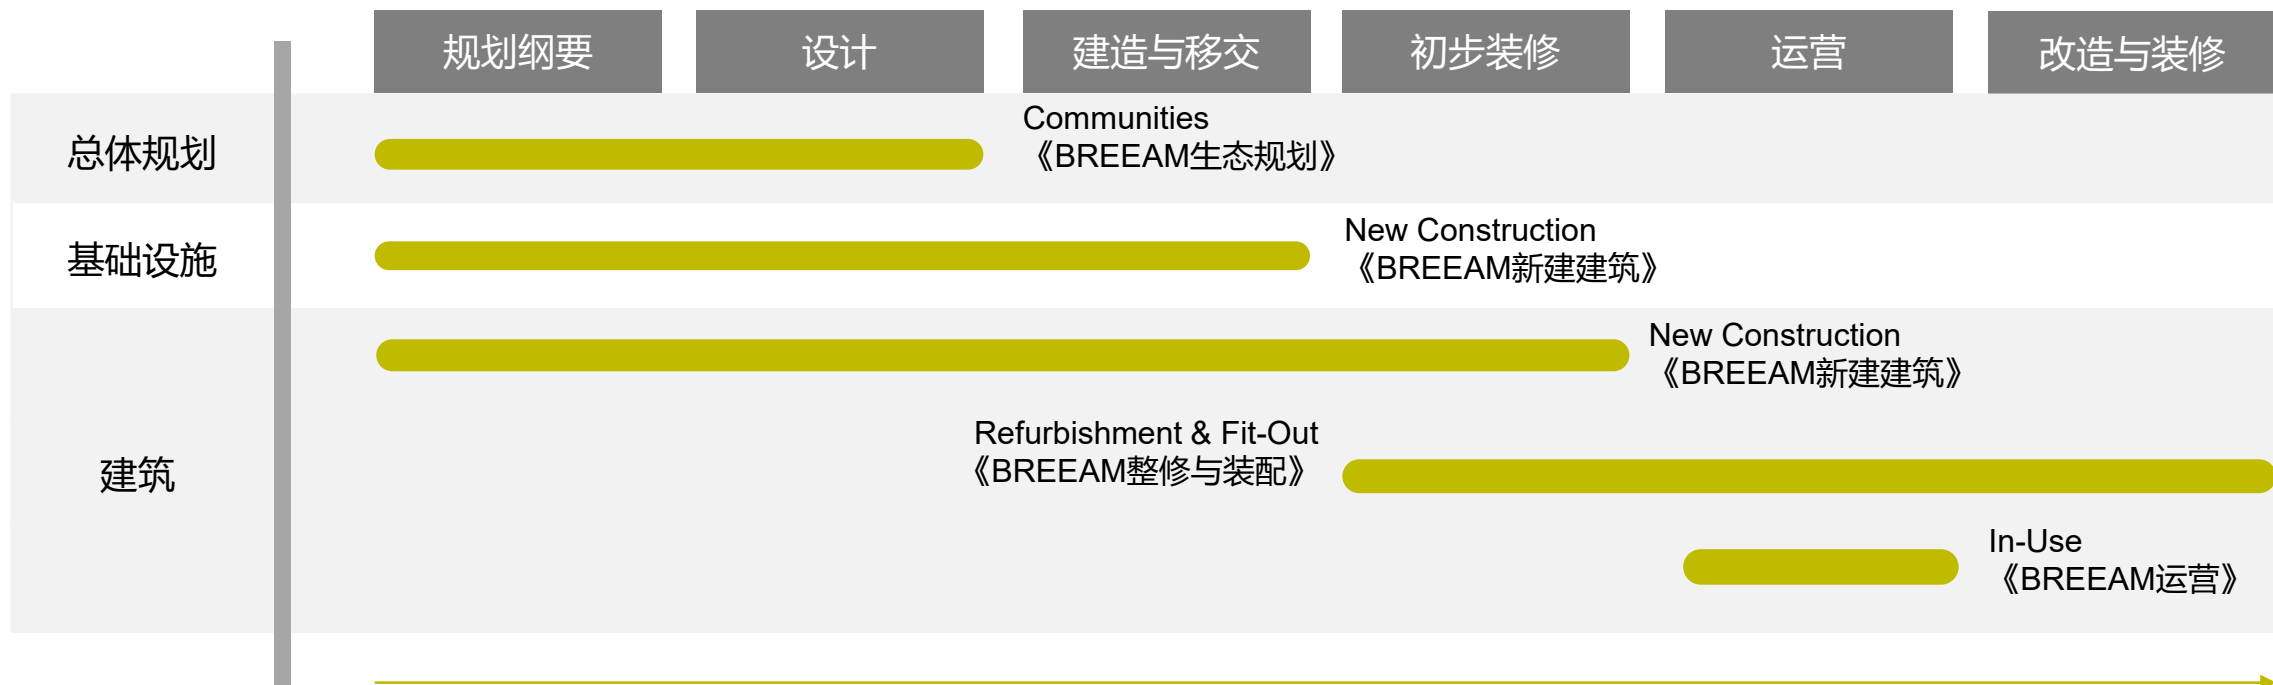 规划纲要
设计
建造与移交
初步装修
运营
改造与装修
总体规划
Communities
《BREEAM生态规划》
基础设施
New Construction
《BREEAM新建建筑》
建筑
New Construction
《BREEAM新建建筑》
Refurbishment & Fit-Out
《BREEAM整修与装配》
In-Use
《BREEAM运营》